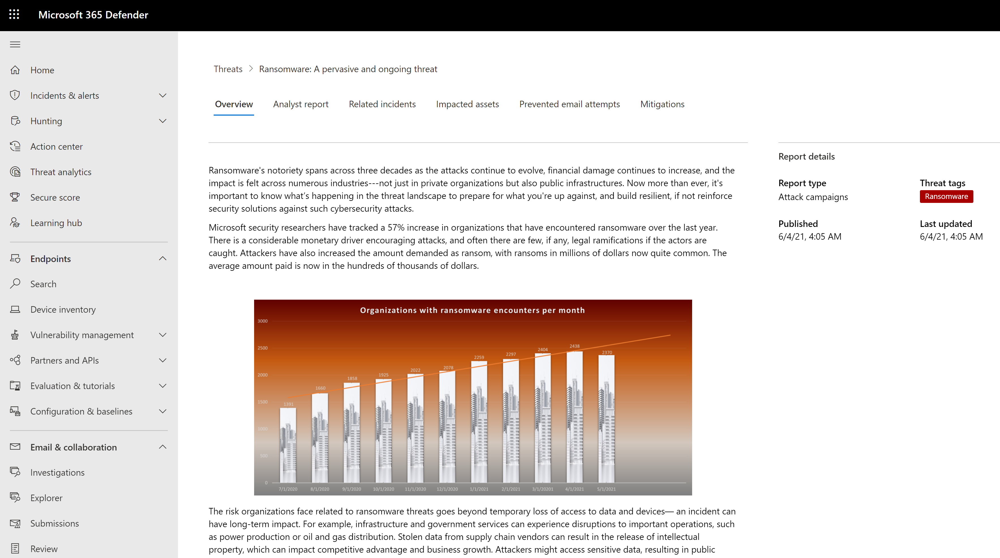 Microsoft 365 Defender
Home
Incidents & alerts
Hunting
Action center
Threat analytics
Secure score
Learning hub
Endpoints
Search
Device inventory
Vulnerability management
Partners and APIs
Evaluation & tutorials
Configuration & baselines
Email & collaboration
Investigations
Explorer
Submissions
Review
Threats > Ransomware: A pervasive and ongoing threat
Overview Analyst report Related incidents Impacted assets Prevented email attempts Mitigations
Ransomware's notoriety spans across three decades as the attacks continue to evolve, financial damage continues to increase, and the
impact is felt across numerous industries---not just in private organizations but also public infrastructures. Now more than ever, it's
important to know what’s happening in the threat landscape to prepare for what you're up against, and build resilient, if not reinforce
security solutions against such cybersecurity attacks.
Microsoft security researchers have tracked a 57% increase in organizations that have encountered ransomware over the last year.
There is a considerable monetary driver encouraging attacks, and often there are few, if any, legal ramifications if the actors are
caught. Attackers have also increased the amount demanded as ransom, with ransoms in millions of dollars now quite common. The
average amount paid is now in the hundreds of thousands of dollars.
Organizations with ransomware encounters per month
3000
2500
2000
1500
1000
500
0
1391
1660
1858
1925
2022
2078
2259
2297
2404
2438
2370
7/1/2020 8/1/2020 9/1/2020 10/1/2020 11/1/2020 12/1/2020 1/1/2021 2/1/2021 3/1/20201 4/1/2021 5/1/2021
The risk organizations face related to ransomware threats goes beyond temporary loss of access to data and devices— an incident can
have long-term impact. For example, infrastructure and government services can experience disruptions to important operations, such
as power production or oil and gas distribution. Stolen data from supply chain vendors can result in the release of intellectual
property, which can impact competitive advantage and business growth. Attackers might access sensitive data, resulting in public
Report details
Report type
Attack campaigns
Threat tags
Ransomware
Published
6/4/21, 4:05 AM
Last updated
6/4/21, 4:05 AM